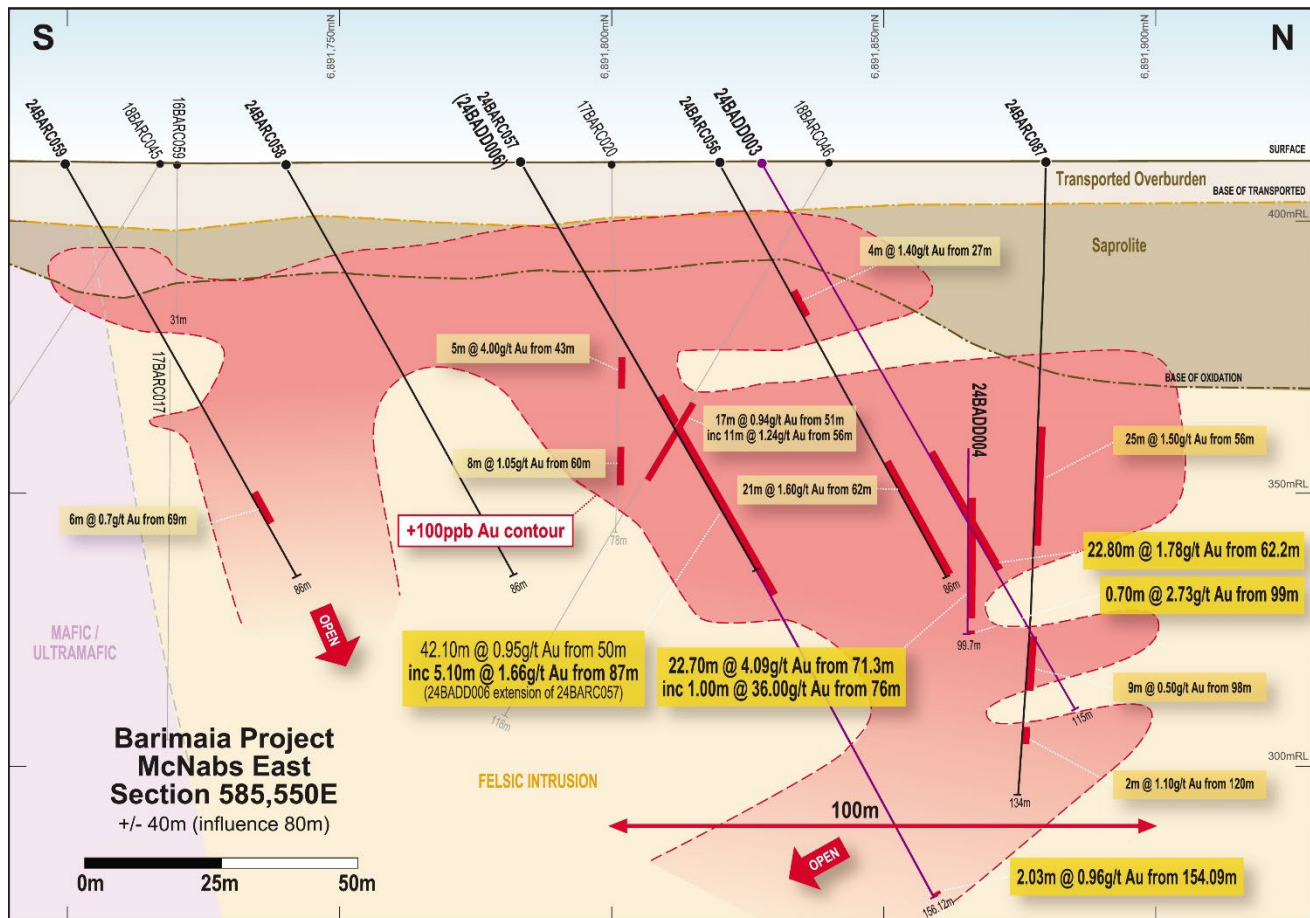 S
N
6,891,750mN
6,891,800mN
6,891,850mN
6,891,900mN
24BARC059
18BARC045
16BARC059
24BARC058
24BARC057
(24BADD006)
17BARC020
24BARC056
24BADD003
18BARC046
24BARC087
SURFACE
Transported Overburden
BASE OF TRANSPORTED
400mRL
Saprolite
4m @ 1.40g/t Au from 27m
31m
17BARC017
5m @ 4.00g/t Au from 43m
BASE OF OXIDATION
24BADD004
17m @ 0.94g/t Au from 51m
inc 11m @ 1.24g/t Au from 56m
25m @ 1.50g/t Au from 56m
8m @ 1.05g/t Au from 60m
21m @ 1.60g/t Au from 62m
350mRL
6m @ 0.7g/t Au from 69m
+100ppb Au contour
78m
22.80m @ 1.78g/t Au from 62.2m
86m
86m
86m
0.70m @ 2.73g/t Au from 99m
OPEN
MAFIC /
ULTRAMAFIC
42.10m @ 0.95g/t Au from 50m
inc 5.10m @ 1.66g/t Au from 87m
(24BADD006 extension of 24BARC057)
22.70m @ 4.09g/t Au from 71.3m
inc 1.00m @ 36.00g/t Au from 76m
99.7m
9m @ 0.50g/t Au from 98m
118m
115m
Barimaia Project
McNabs East
Section 585,550E
+/- 40m (influence 80m)
FELSIC INTRUSION
300mRL
2m @ 1.10g/t Au from 120m
134m
100m
OPEN
0m
25m
50m
2.03m @ 0.96g/t Au from 154.09m
156.12m